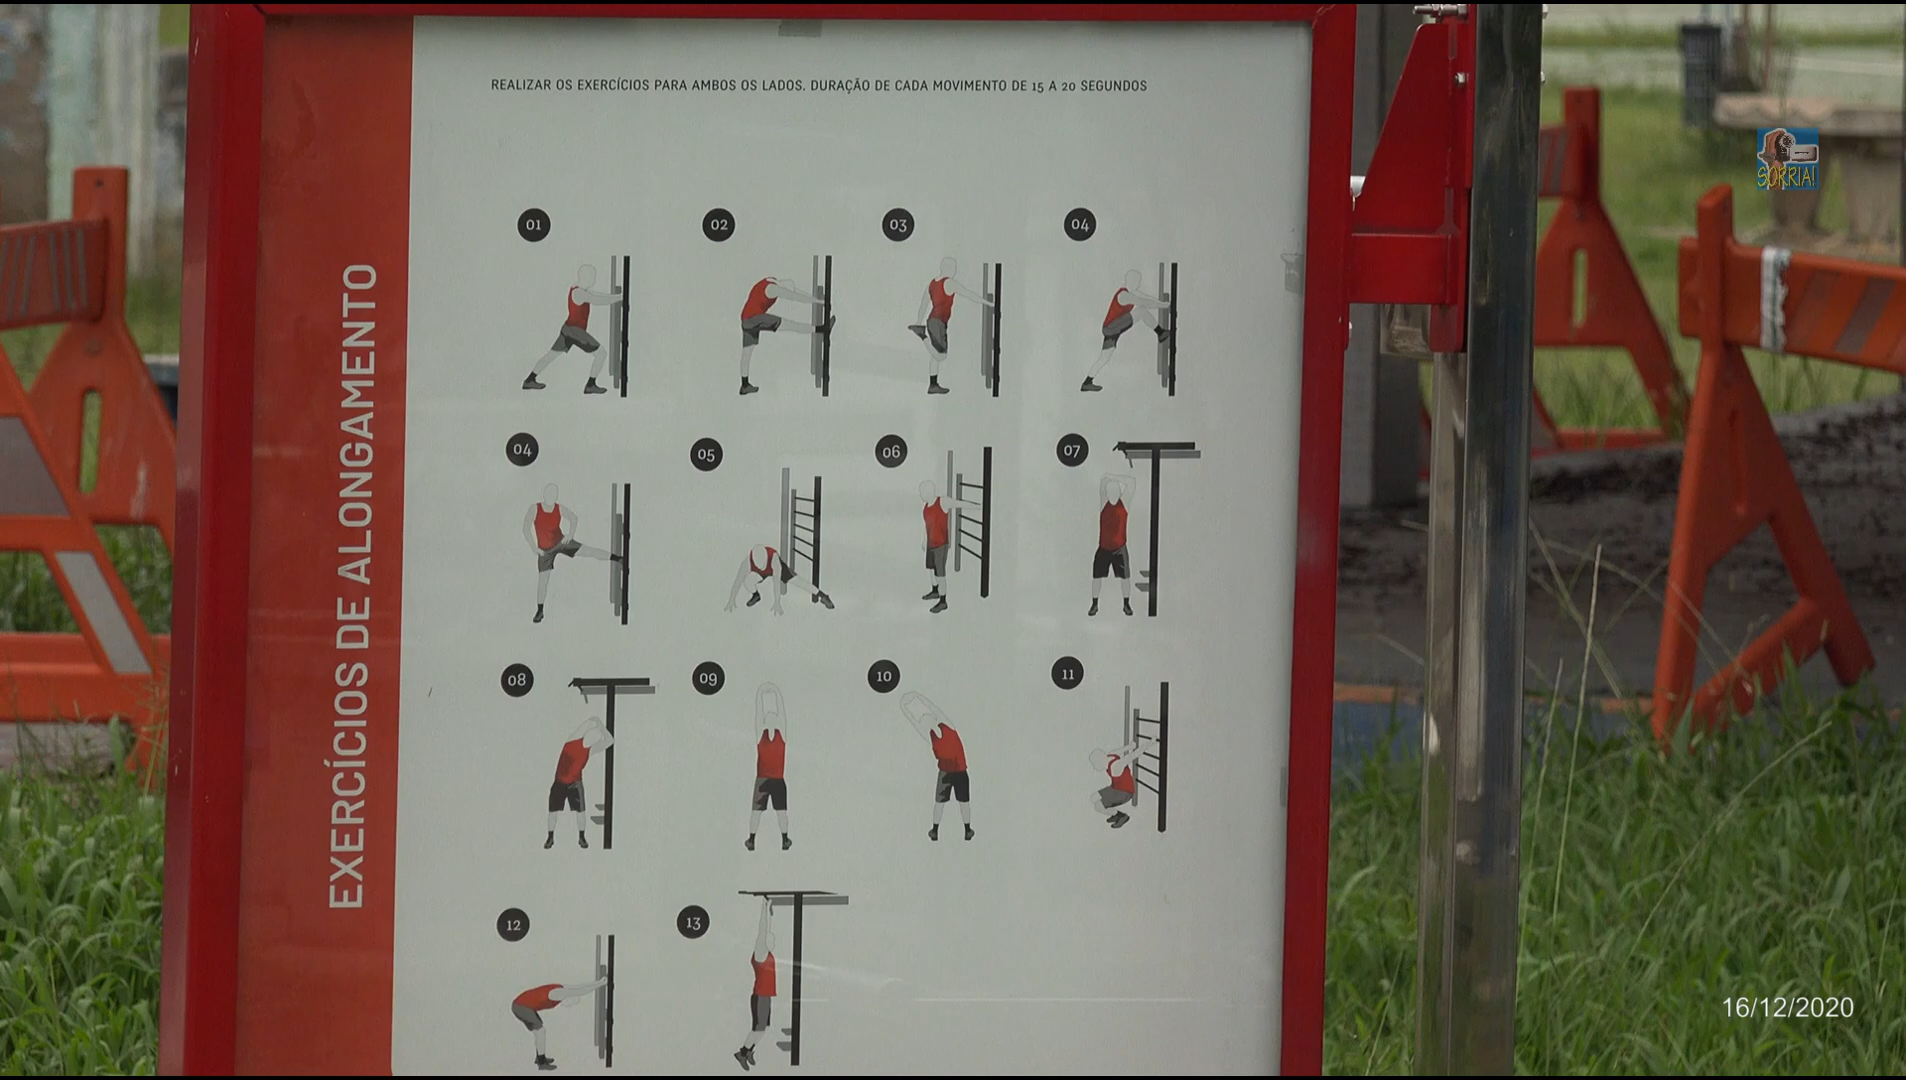 REALIZAR OS EXERCÍCIOS PARA AMBOS OS LADOS. DURAÇÃO DE CADA MOVIMENTO DE 15 A 20 SEGUNDOS
EXERCÍCIOS DE ALONGAMENTO
01 02 03 04
04 05 06 07
08 09 10 11
12 13
SORRIA!
16/12/2020